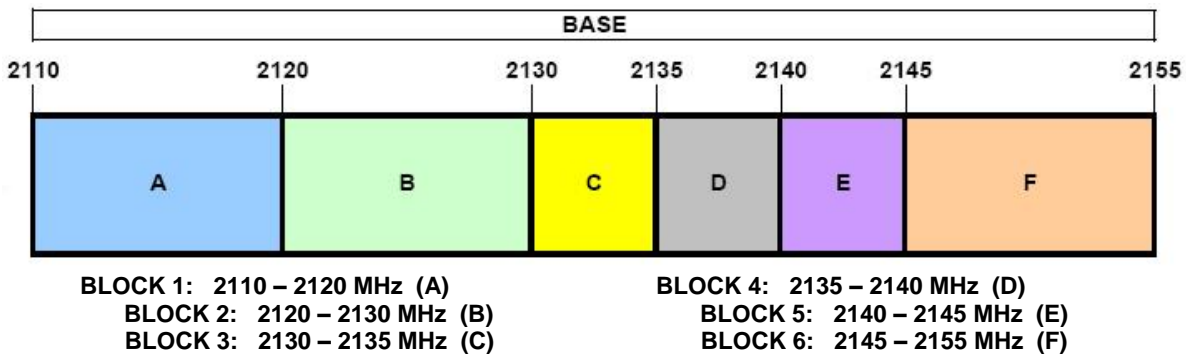 BASE
2110 2120 2130 2135 2140 2145 2155
A B C D E F
BLOCK 1: 2110 – 2120 MHz (A)
BLOCK 2: 2120 – 2130 MHz (B)
BLOCK 3: 2130 – 2135 MHz (C)
BLOCK 4: 2135 – 2140 MHz (D)
BLOCK 5: 2140 – 2145 MHz (E)
BLOCK 6: 2145 – 2155 MHz (F)